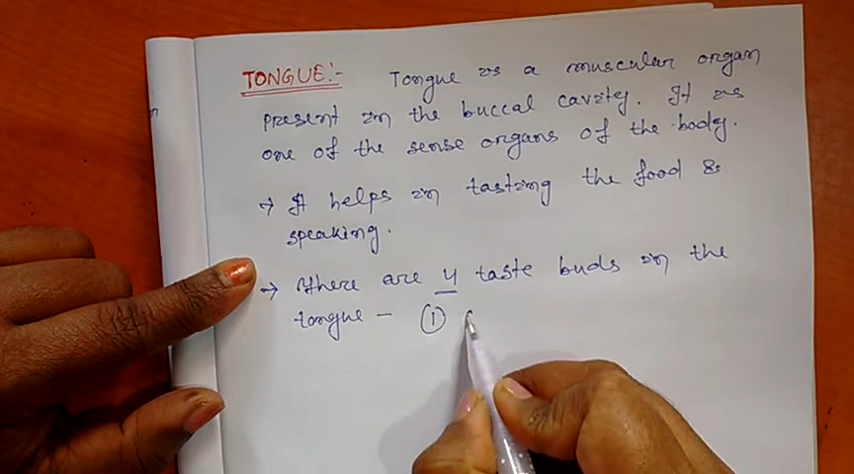 TONGUE:- Tongue is a muscular organ
present in the buccal cavity. It is
one of the sense organs of the body.
→ It helps in tasting the food &
speaking.
→ There are 4 taste buds in the
tongue – ①